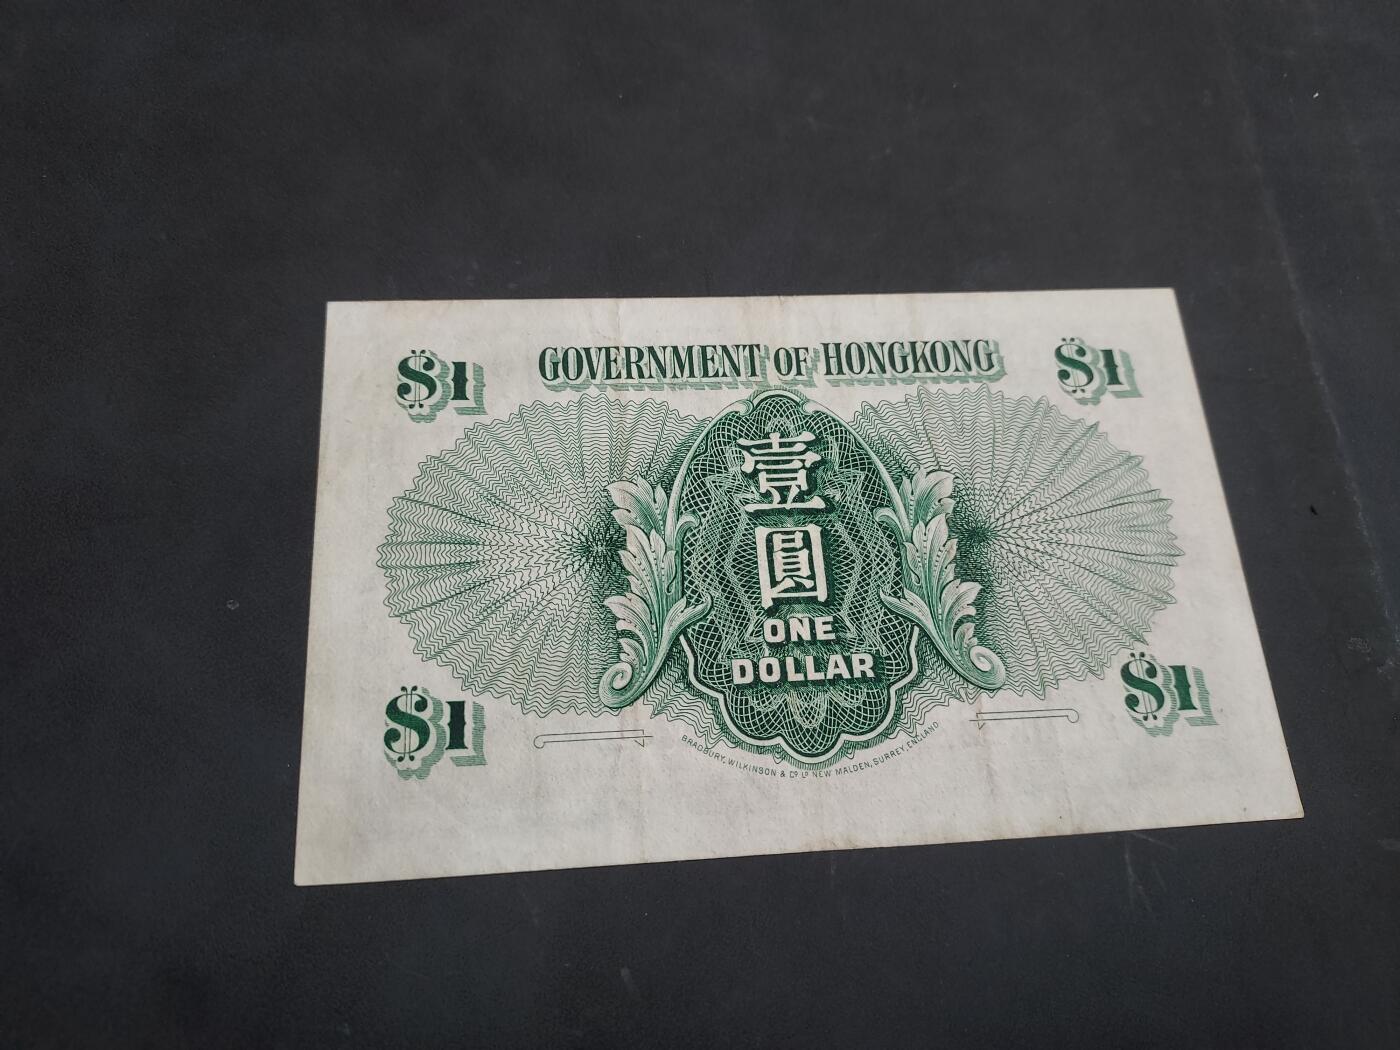 $1 GOVERNMENT OF HONGKONG $1
壹
圓
ONE
DOLLAR
$1 $1
BRADBURY, WILKINSON & Cº Lᴰ NEW MALDEN, SURREY, ENGLAND